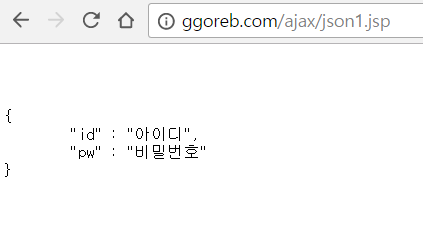 ggoreb.com/ajax/json1.jsp
{
"id" : "아이디",
"pw" : "비밀번호"
}